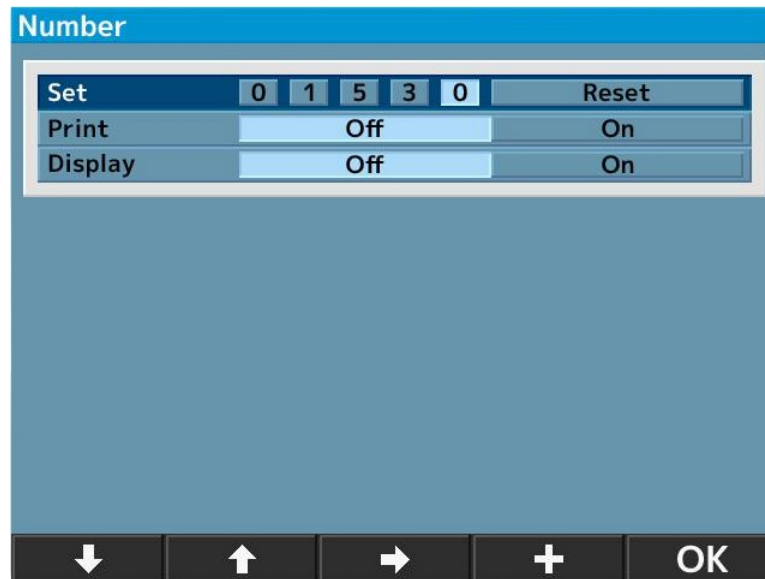 Number
Set 0 1 5 3 0 Reset
Print Off On
Display Off On
OK